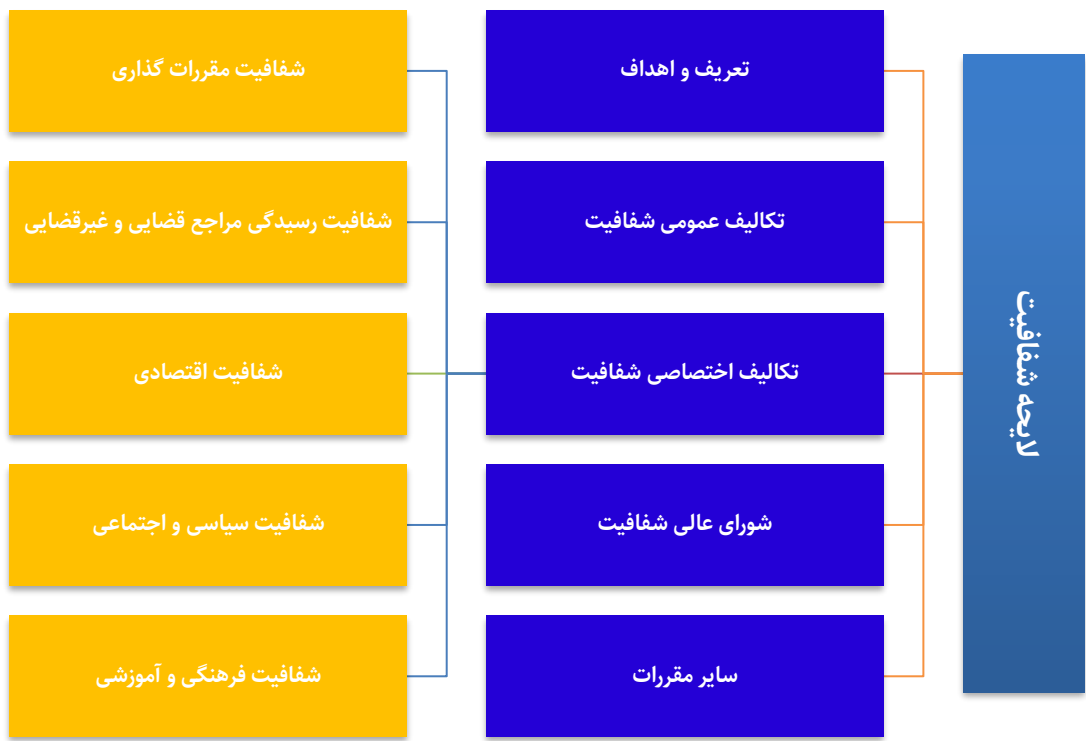 لایحه شفافیت
تعریف و اهداف
تکالیف عمومی شفافیت
تکالیف اختصاصی شفافیت
شورای عالی شفافیت
سایر مقررات
شفافیت مقررات گذاری
شفافیت رسیدگی مراجع قضایی و غیرقضایی
شفافیت اقتصادی
شفافیت سیاسی و اجتماعی
شفافیت فرهنگی و آموزشی